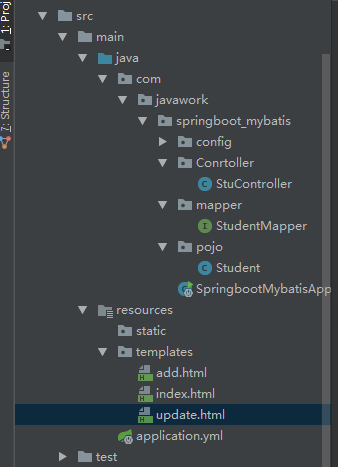 1: Proj
7: Structure
src
main
java
com
javawork
springboot_mybatis
config
Conrtoller
StuController
mapper
StudentMapper
pojo
Student
SpringbootMybatisApp
resources
static
templates
add.html
index.html
update.html
application.yml
test